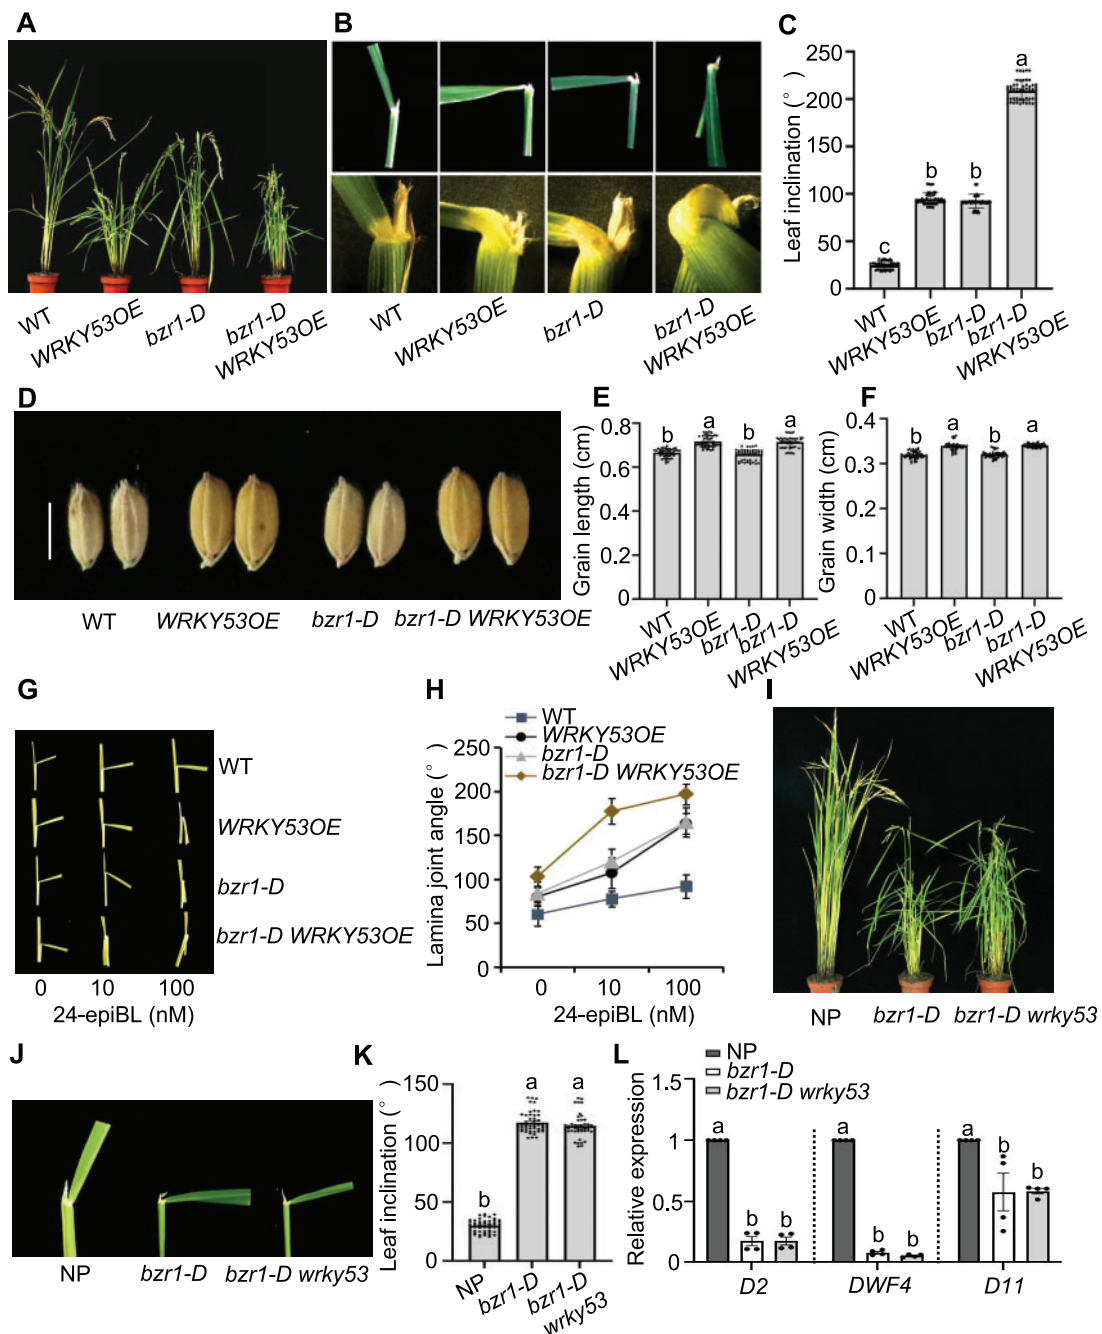 A
WT
WRKY53OE
bzr1-D
bzr1-D
WRKY53OE
B
WT
WRKY53OE
bzr1-D
bzr1-D
WRKY53OE
C
Leaf inclination (°)
250
200
150
100
50
0
c
b
b
a
WT
WRKY53OE
bzr1-D
bzr1-D
WRKY53OE
D
WT
WRKY53OE
bzr1-D
bzr1-D WRKY53OE
E
Grain length (cm)
0.8
0.6
0.4
0.2
0
b
a
b
a
WT
WRKY53OE
bzr1-D
bzr1-D
WRKY53OE
F
Grain width (cm)
0.4
0.3
0.2
0.1
0
b
a
b
a
WT
WRKY53OE
bzr1-D
bzr1-D
WRKY53OE
G
WT
WRKY53OE
bzr1-D
bzr1-D WRKY53OE
0 10 100
24-epiBL (nM)
H
WT
WRKY53OE
bzr1-D
bzr1-D WRKY53OE
Lamina joint angle (°)
250
200
150
100
50
0
0 10 100
24-epiBL (nM)
I
NP
bzr1-D
bzr1-D wrky53
J
NP
bzr1-D
bzr1-D wrky53
K
Leaf inclination (°)
150
100
50
0
b
a
a
NP
bzr1-D
bzr1-D
wrky53
L
NP
bzr1-D
bzr1-D wrky53
Relative expression
1.5
1
0.5
0
a
b
b
a
b
b
a
b
b
D2
DWF4
D11